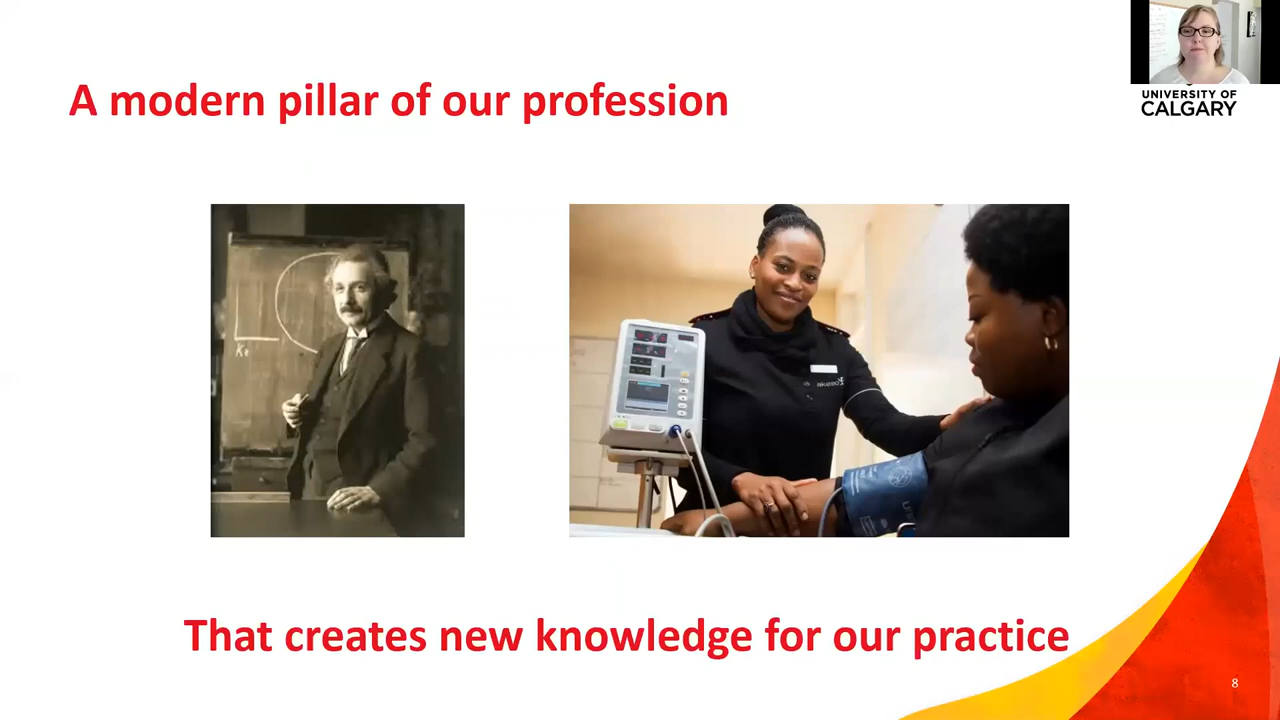 A modern pillar of our profession
UNIVERSITY OF
CALGARY
That creates new knowledge for our practice
8